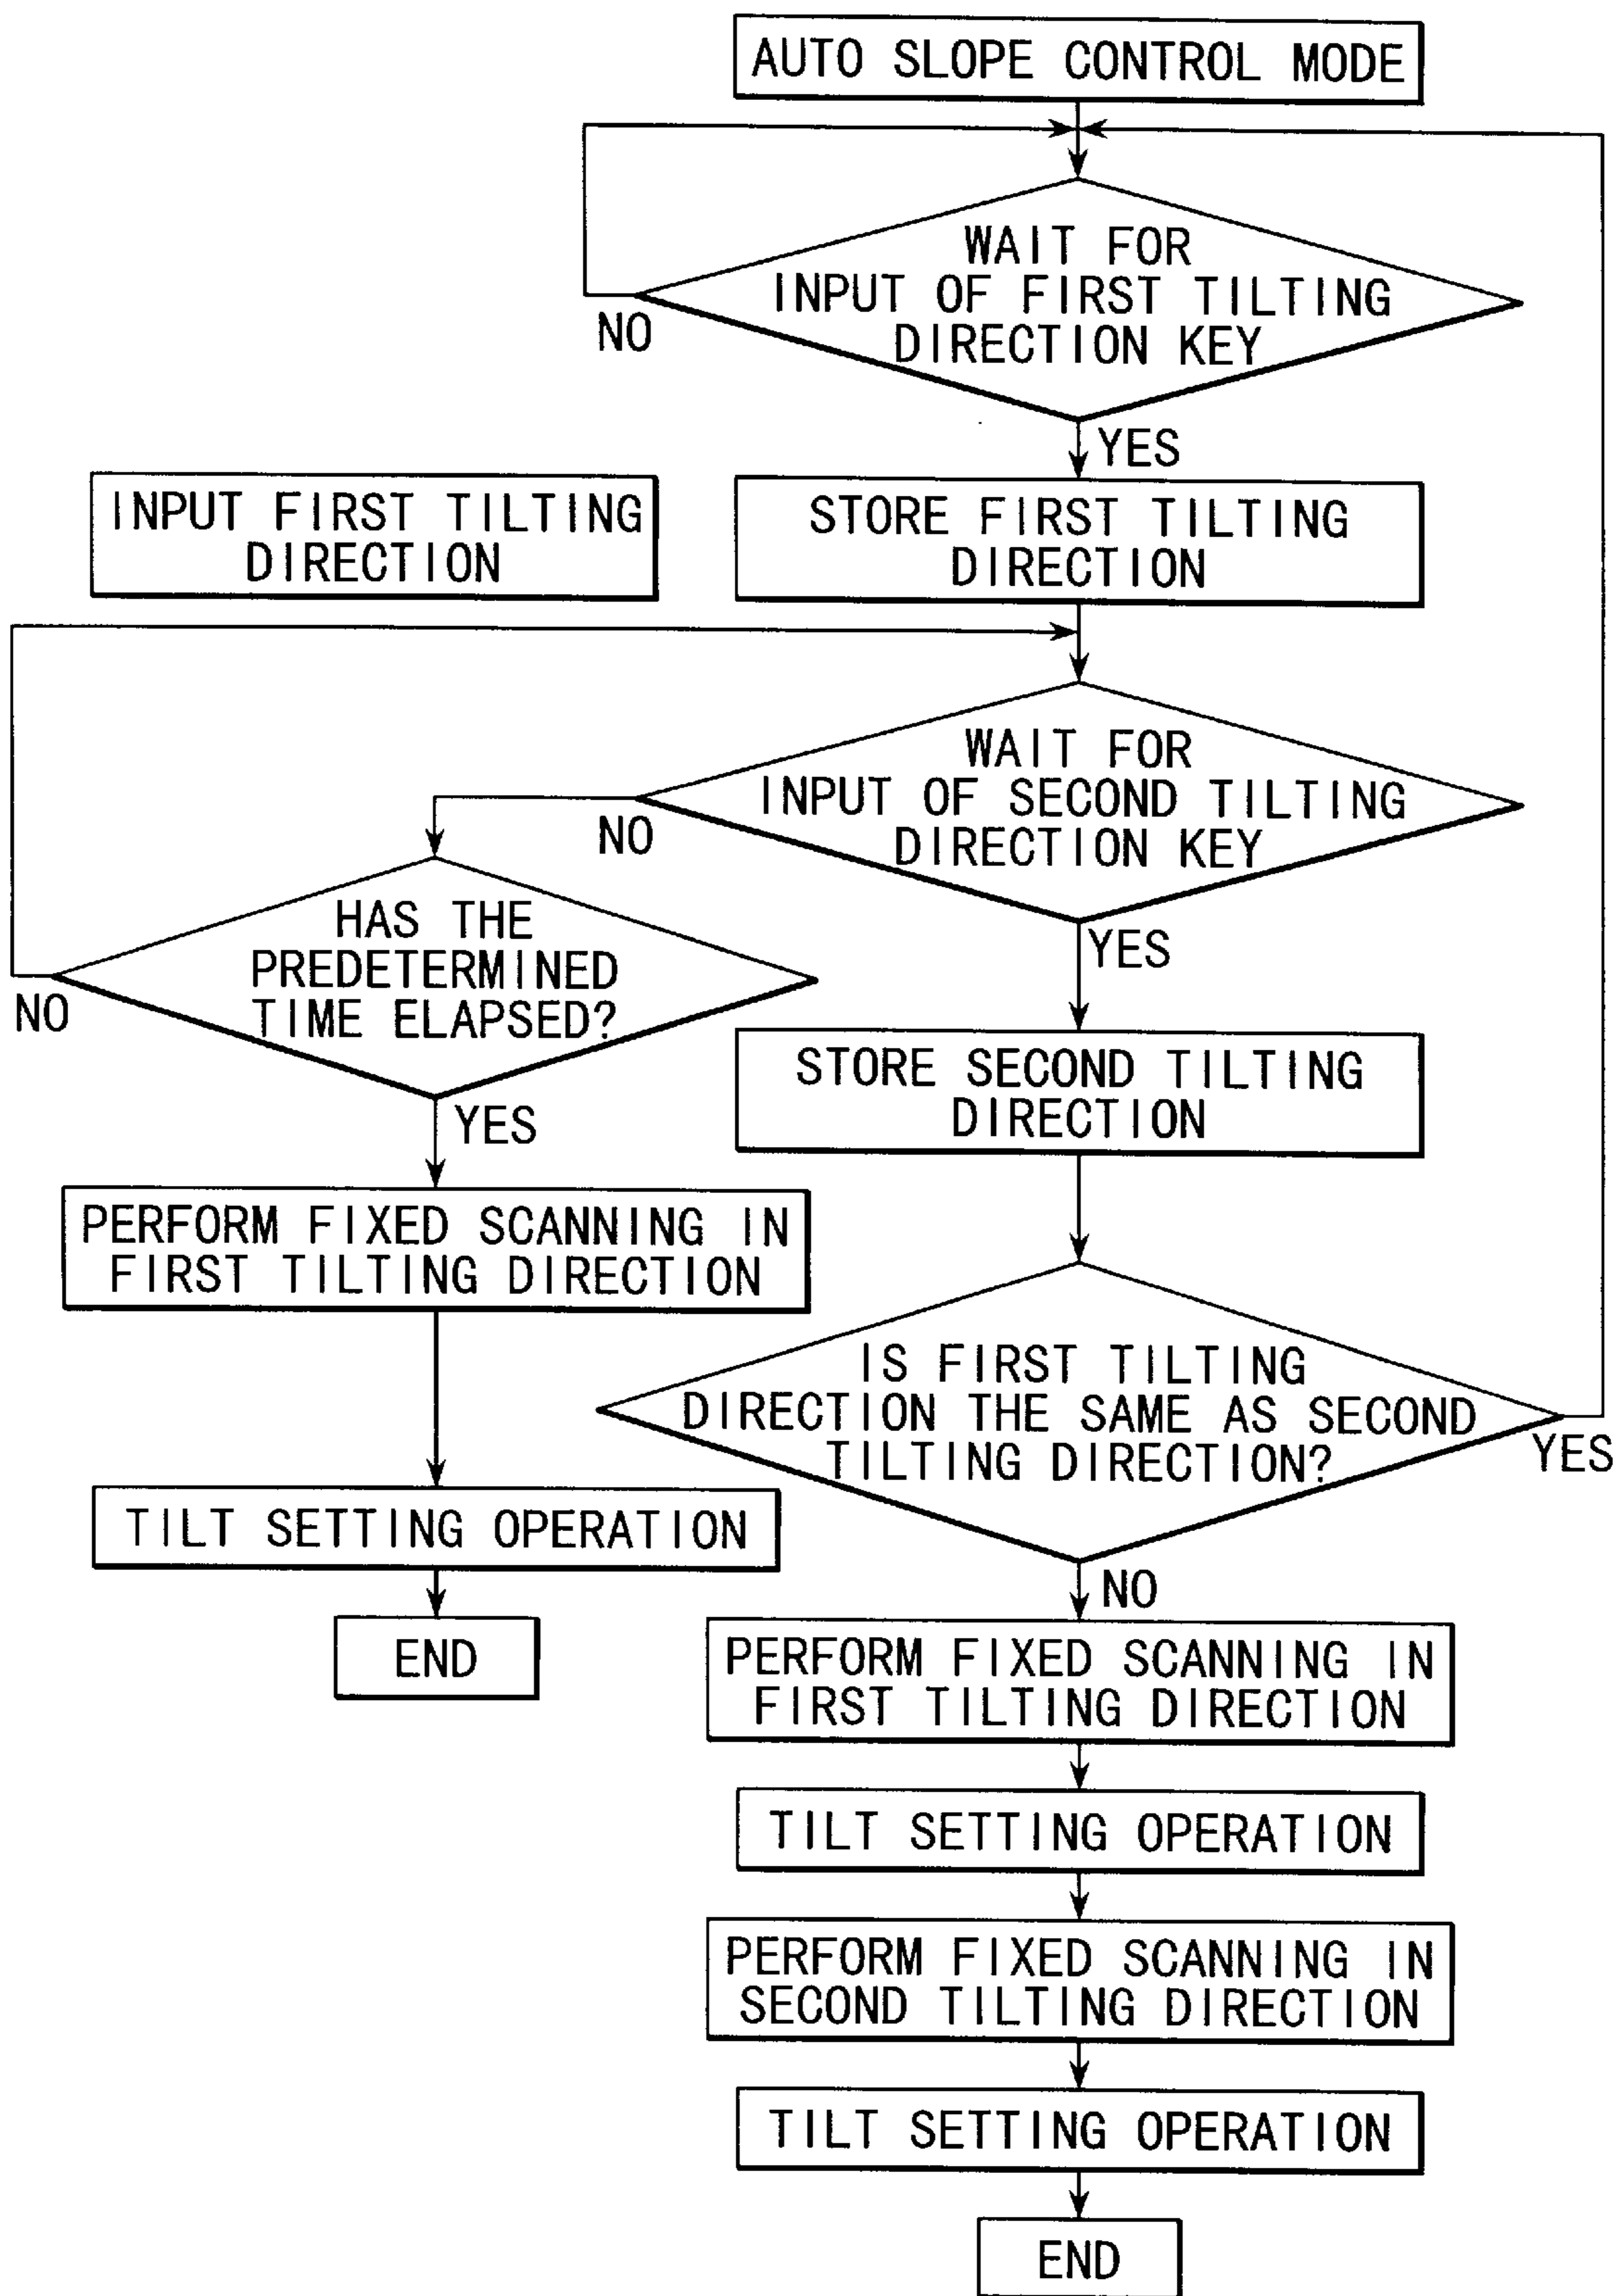 AUTO SLOPE CONTROL MODE
WAIT FOR
INPUT OF FIRST TILTING
DIRECTION KEY
NO
YES
INPUT FIRST TILTING
DIRECTION
STORE FIRST TILTING
DIRECTION
WAIT FOR
INPUT OF SECOND TILTING
DIRECTION KEY
NO
YES
HAS THE
PREDETERMINED
TIME ELAPSED?
NO
YES
STORE SECOND TILTING
DIRECTION
PERFORM FIXED SCANNING IN
FIRST TILTING DIRECTION
IS FIRST TILTING
DIRECTION THE SAME AS SECOND
TILTING DIRECTION?
YES
NO
TILT SETTING OPERATION
END
PERFORM FIXED SCANNING IN
FIRST TILTING DIRECTION
TILT SETTING OPERATION
PERFORM FIXED SCANNING IN
SECOND TILTING DIRECTION
TILT SETTING OPERATION
END